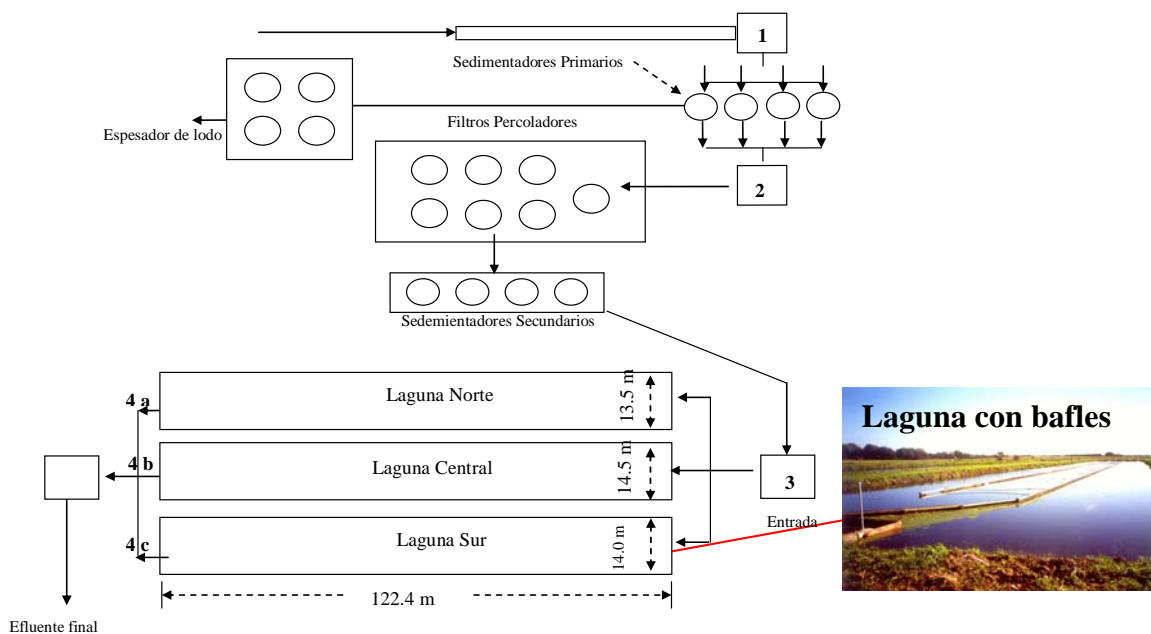 1
Sedimentadores Primarios
Espesador de lodo
Filtros Percoladores
2
Sedemientadores Secundarios
4 a
Laguna Norte
13.5 m
Laguna con bafles
4 b
Laguna Central
14.5 m
3
Entrada
4 c
Laguna Sur
14.0 m
122.4 m
Efluente final